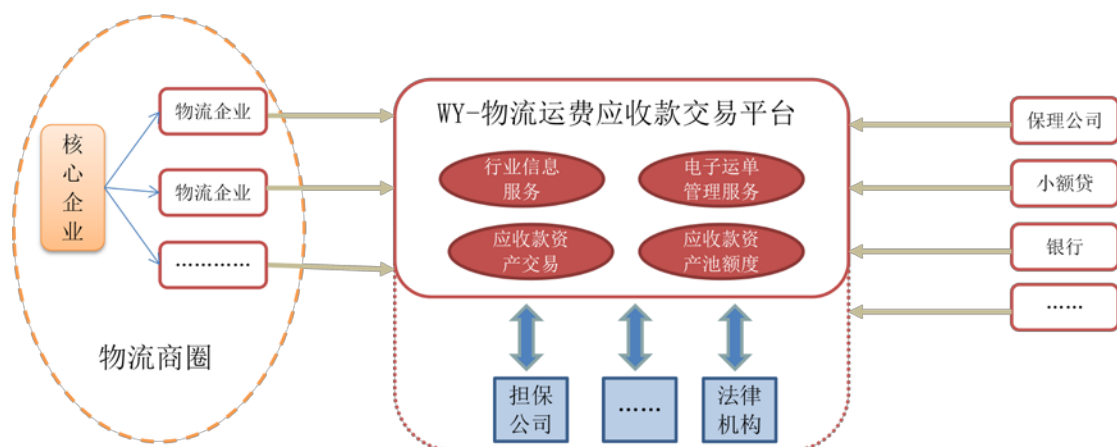 核
心
企
业
物流企业
物流企业
…………
物流商圈
WY-物流运费应收款交易平台
行业信息
服务
电子运单
管理服务
应收款资
产交易
应收款资
产池额度
担保
公司
……
法律
机构
保理公司
小额贷
银行
……